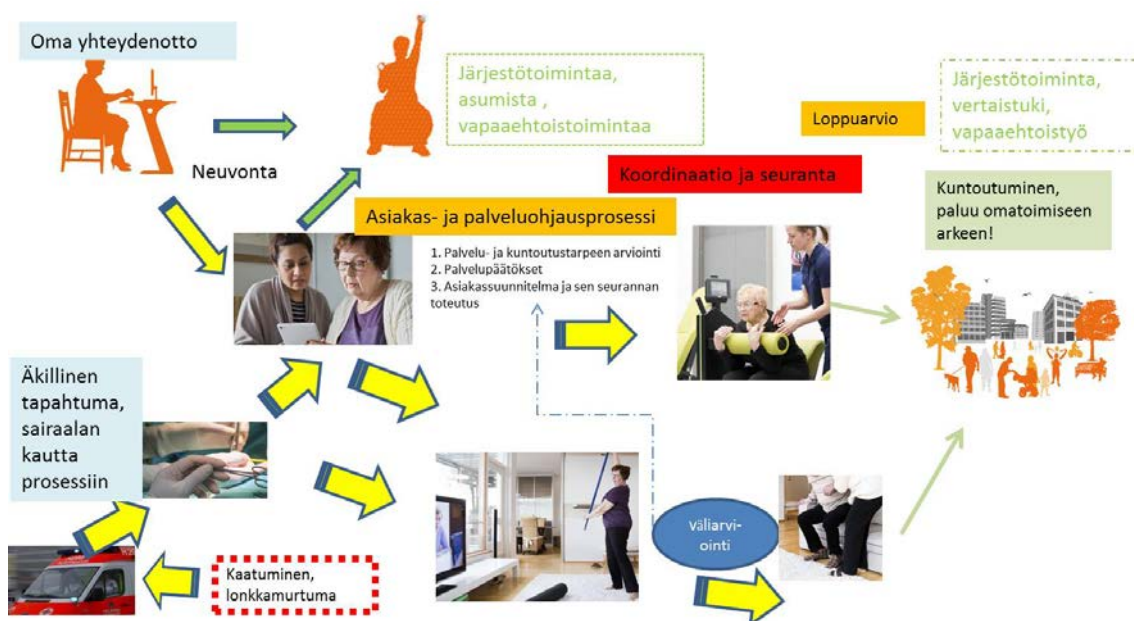 Oma yhteydenotto
Järjestötoimintaa,
asumista ,
vapaaehtoistoimintaa
Järjestötoiminta,
vertaistuki,
vapaaehtoistyö
Loppuarvio
Neuvonta
Koordinaatio ja seuranta
Kuntoutuminen,
paluu omatoimiseen
arkeen!
Asiakas- ja palveluohjausprosessi
1. Palvelu- ja kuntoutustarpeen arviointi
2. Palvelupäätökset
3. Asiakassuunnitelma ja sen seurannan
toteutus
Äkillinen
tapahtuma,
sairaalan
kautta
prosessiin
Väliarvi-
ointi
Kaatuminen,
lonkkamurtuma